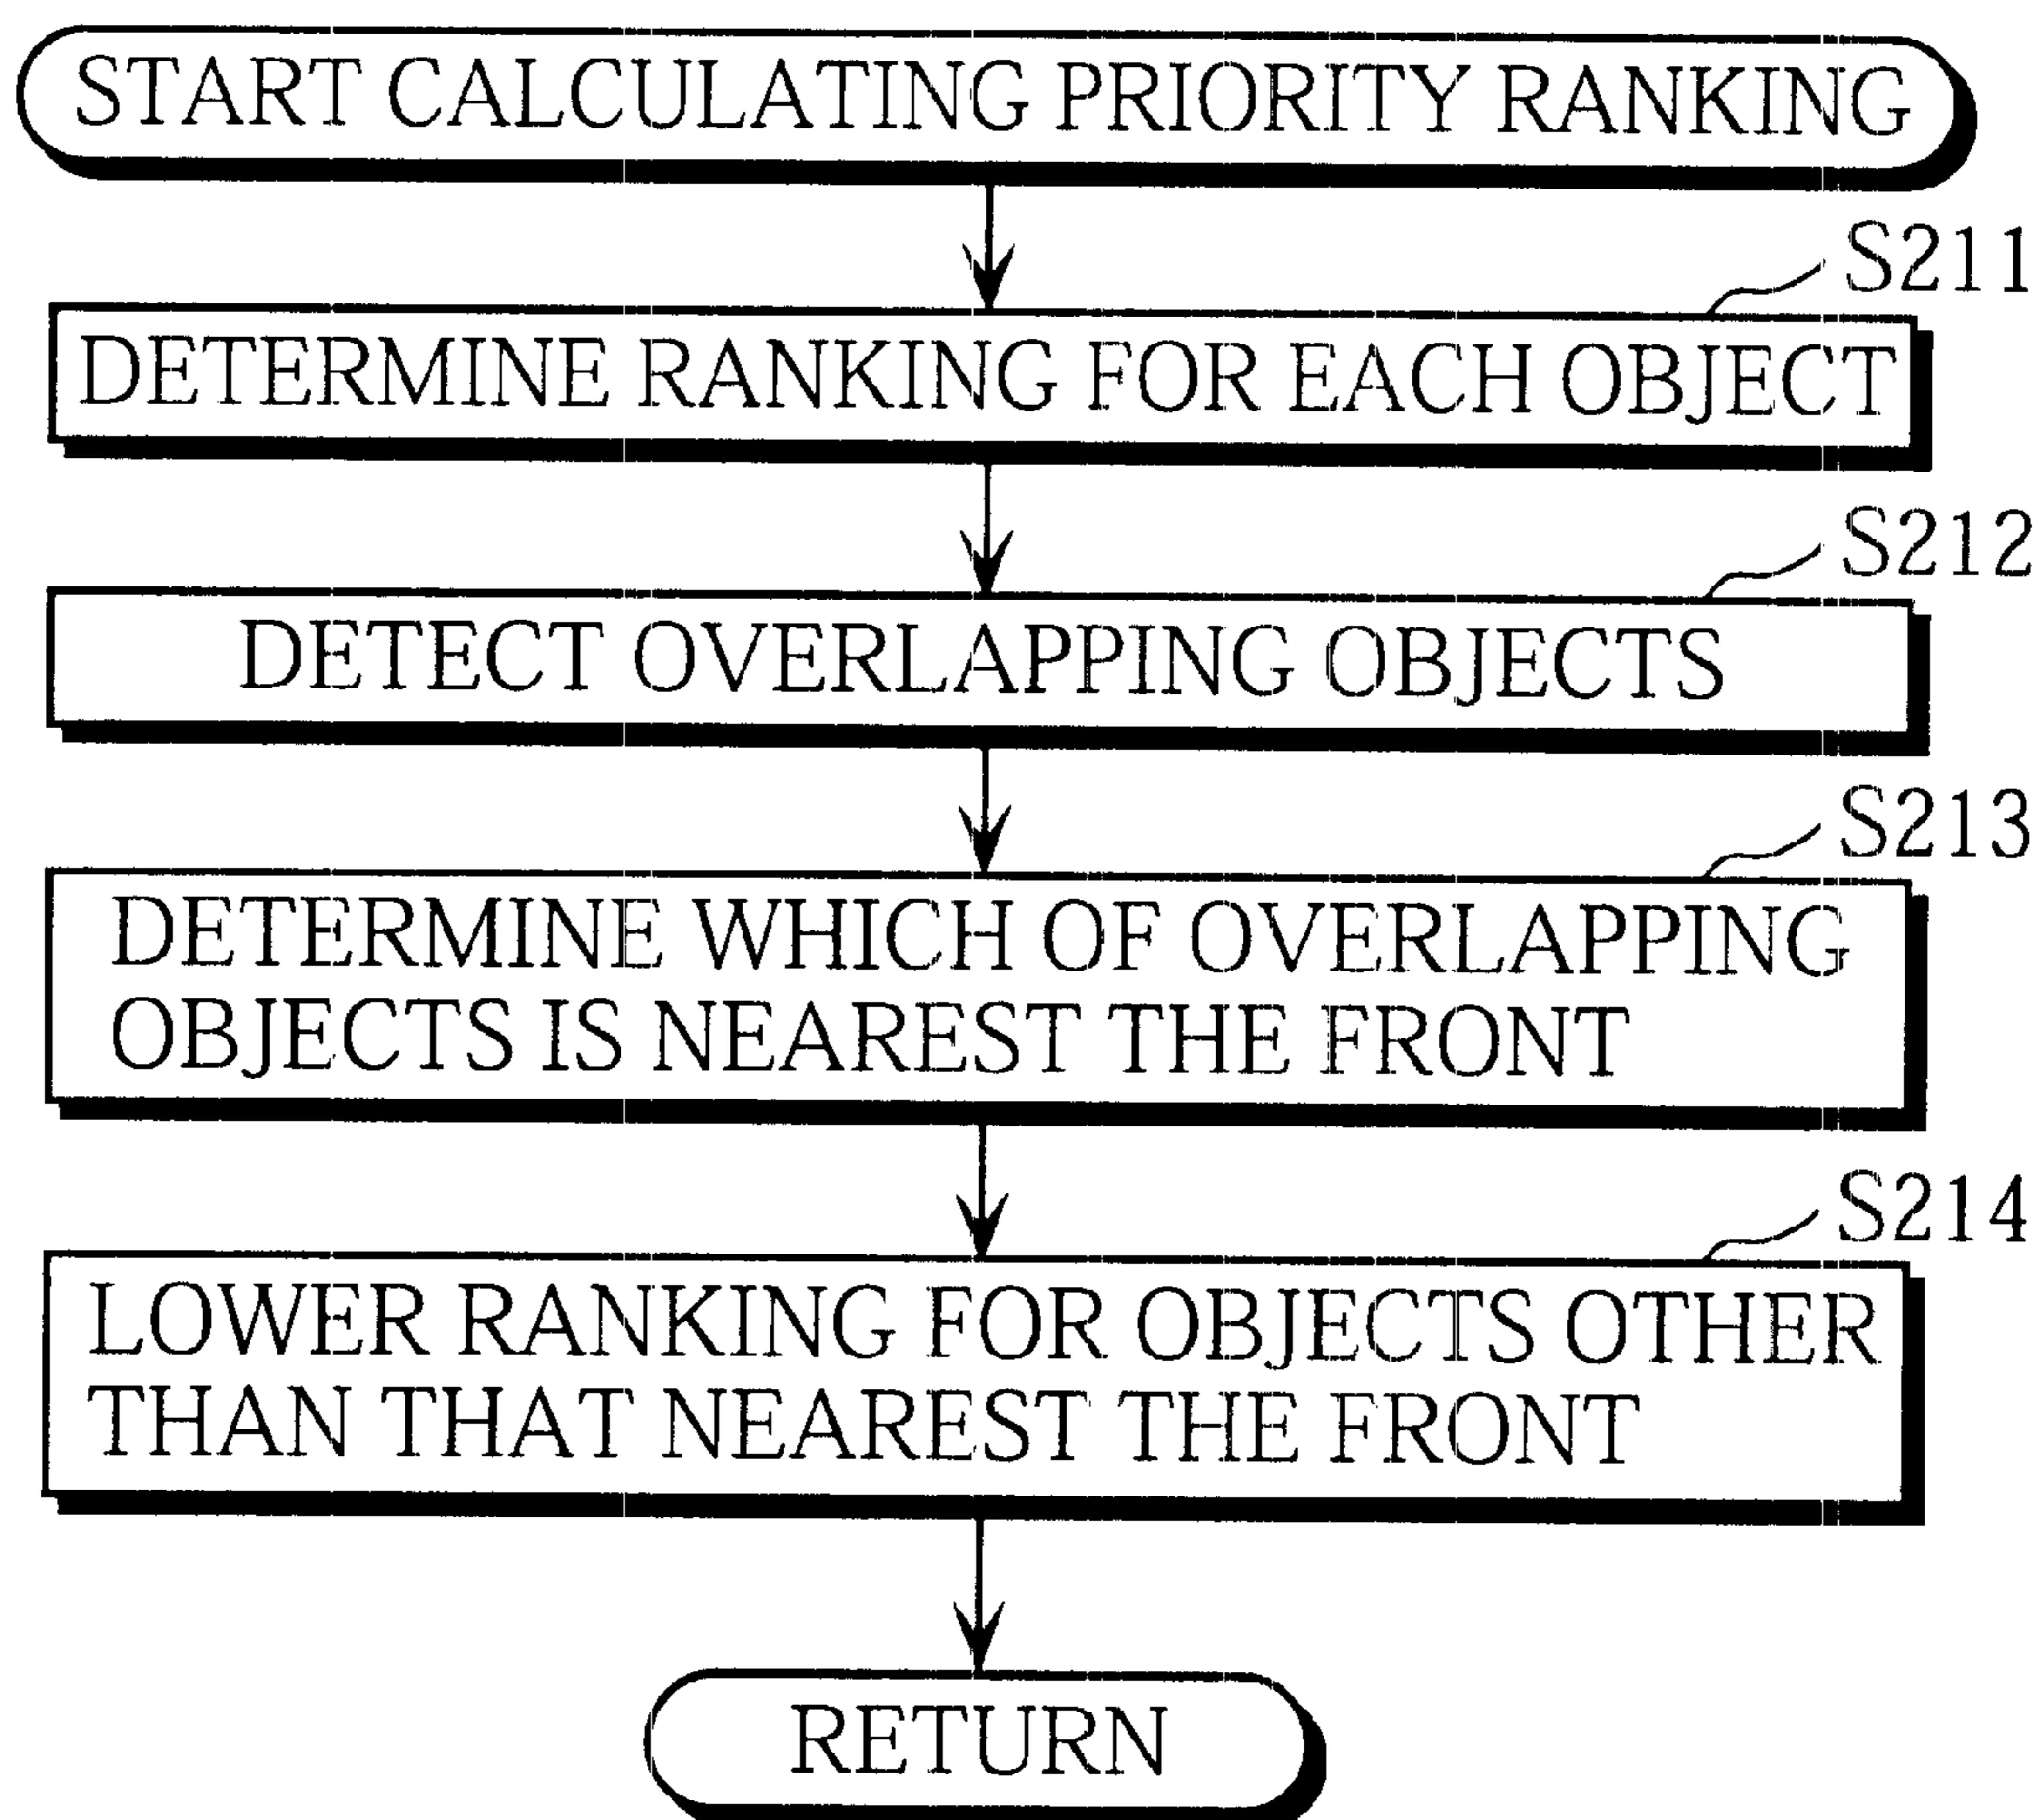 START CALCULATING PRIORITY RANKING
S211
DETERMINE RANKING FOR EACH OBJECT
S212
DETECT OVERLAPPING OBJECTS
S213
DETERMINE WHICH OF OVERLAPPING
OBJECTS IS NEAREST THE FRONT
S214
LOWER RANKING FOR OBJECTS OTHER
THAN THAT NEAREST THE FRONT
RETURN